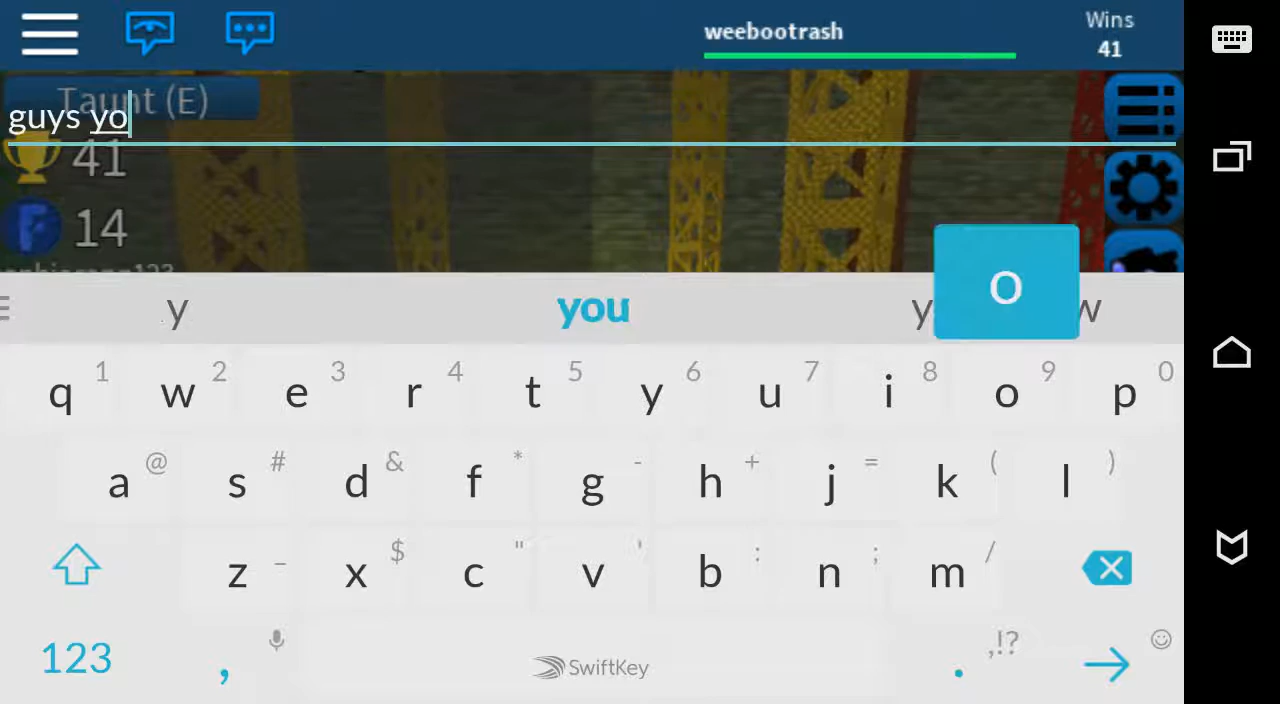 weebootrash
Wins
41
Taunt (E)
guys yo
41
14
y you
o
1 2 3 4 5 6 7 8 9 0
q w e r t y u i o p
@ # & * - + = ( )
a s d f g h j k l
_ $ " ' : ; /
z x c v b n m
123 , SwiftKey . ,!?